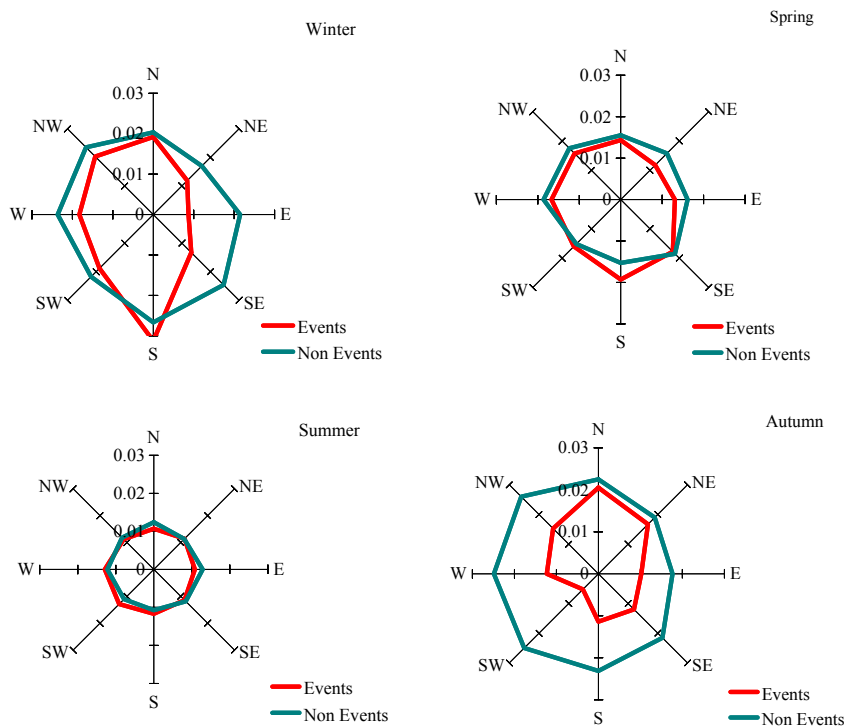 Winter
N
0.03
NW
NE
0.02
0.01
W
0
E
SW
SE
S
Events
Non Events
Spring
N
0.03
NW
NE
0.02
0.01
W
0
E
SW
SE
S
Events
Non Events
Summer
N
0.03
NW
NE
0.02
0.01
W
0
E
SW
SE
S
Events
Non Events
Autumn
N
0.03
NW
NE
0.02
0.01
W
0
E
SW
SE
S
Events
Non Events